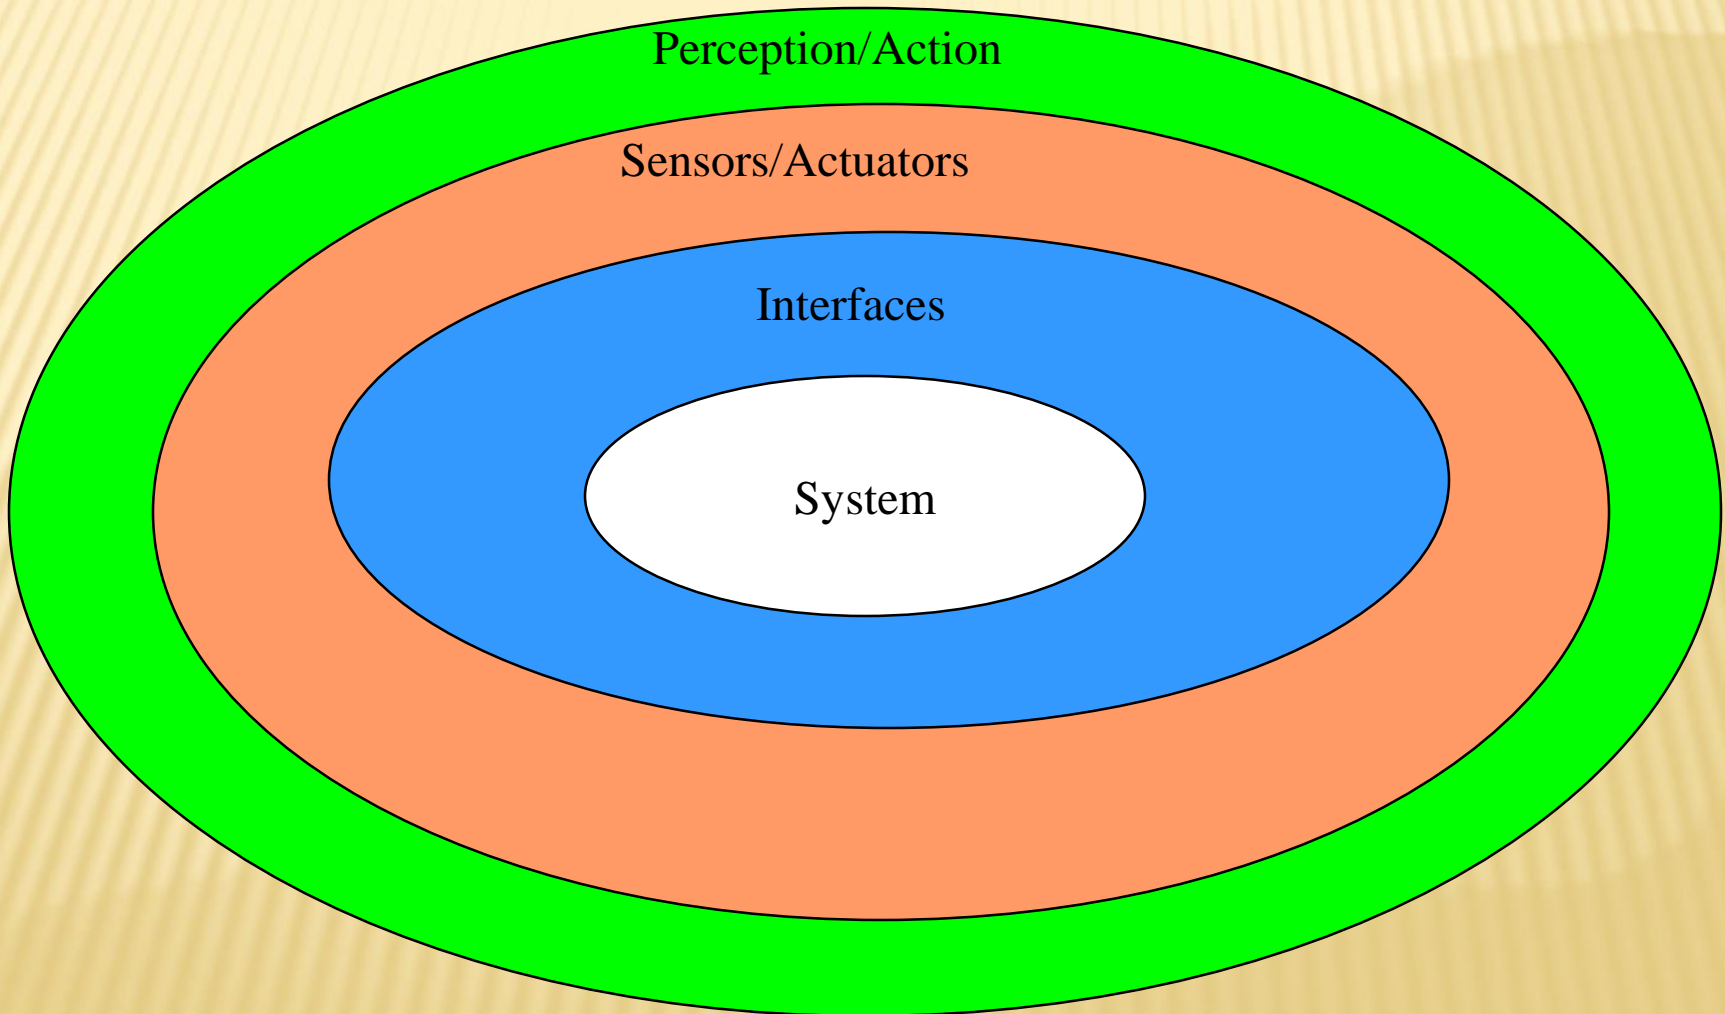 Perception/Action
Sensors/Actuators
Interfaces
System